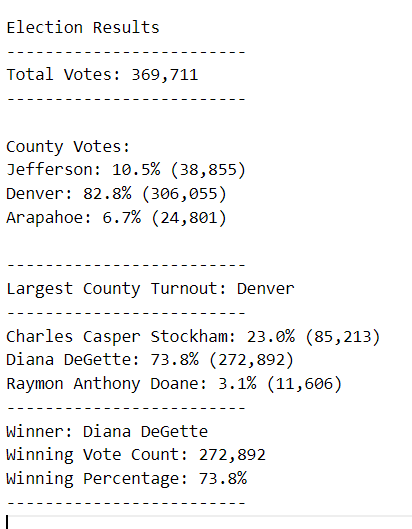 Election Results
-------------------------
Total Votes: 369,711
-------------------------
County Votes:
Jefferson: 10.5% (38,855)
Denver: 82.8% (306,055)
Arapahoe: 6.7% (24,801)
-------------------------
Largest County Turnout: Denver
-------------------------
Charles Casper Stockham: 23.0% (85,213)
Diana DeGette: 73.8% (272,892)
Raymon Anthony Doane: 3.1% (11,606)
-------------------------
Winner: Diana DeGette
Winning Vote Count: 272,892
Winning Percentage: 73.8%
-------------------------